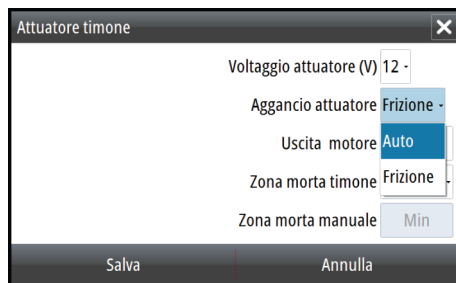 Attuatore timone
Voltaggio attuatore (V) 12
Aggancio attuatore Frizione
Uscita motore Auto
Zona morta timone Frizione
Zona morta manuale Min
Salva Annulla